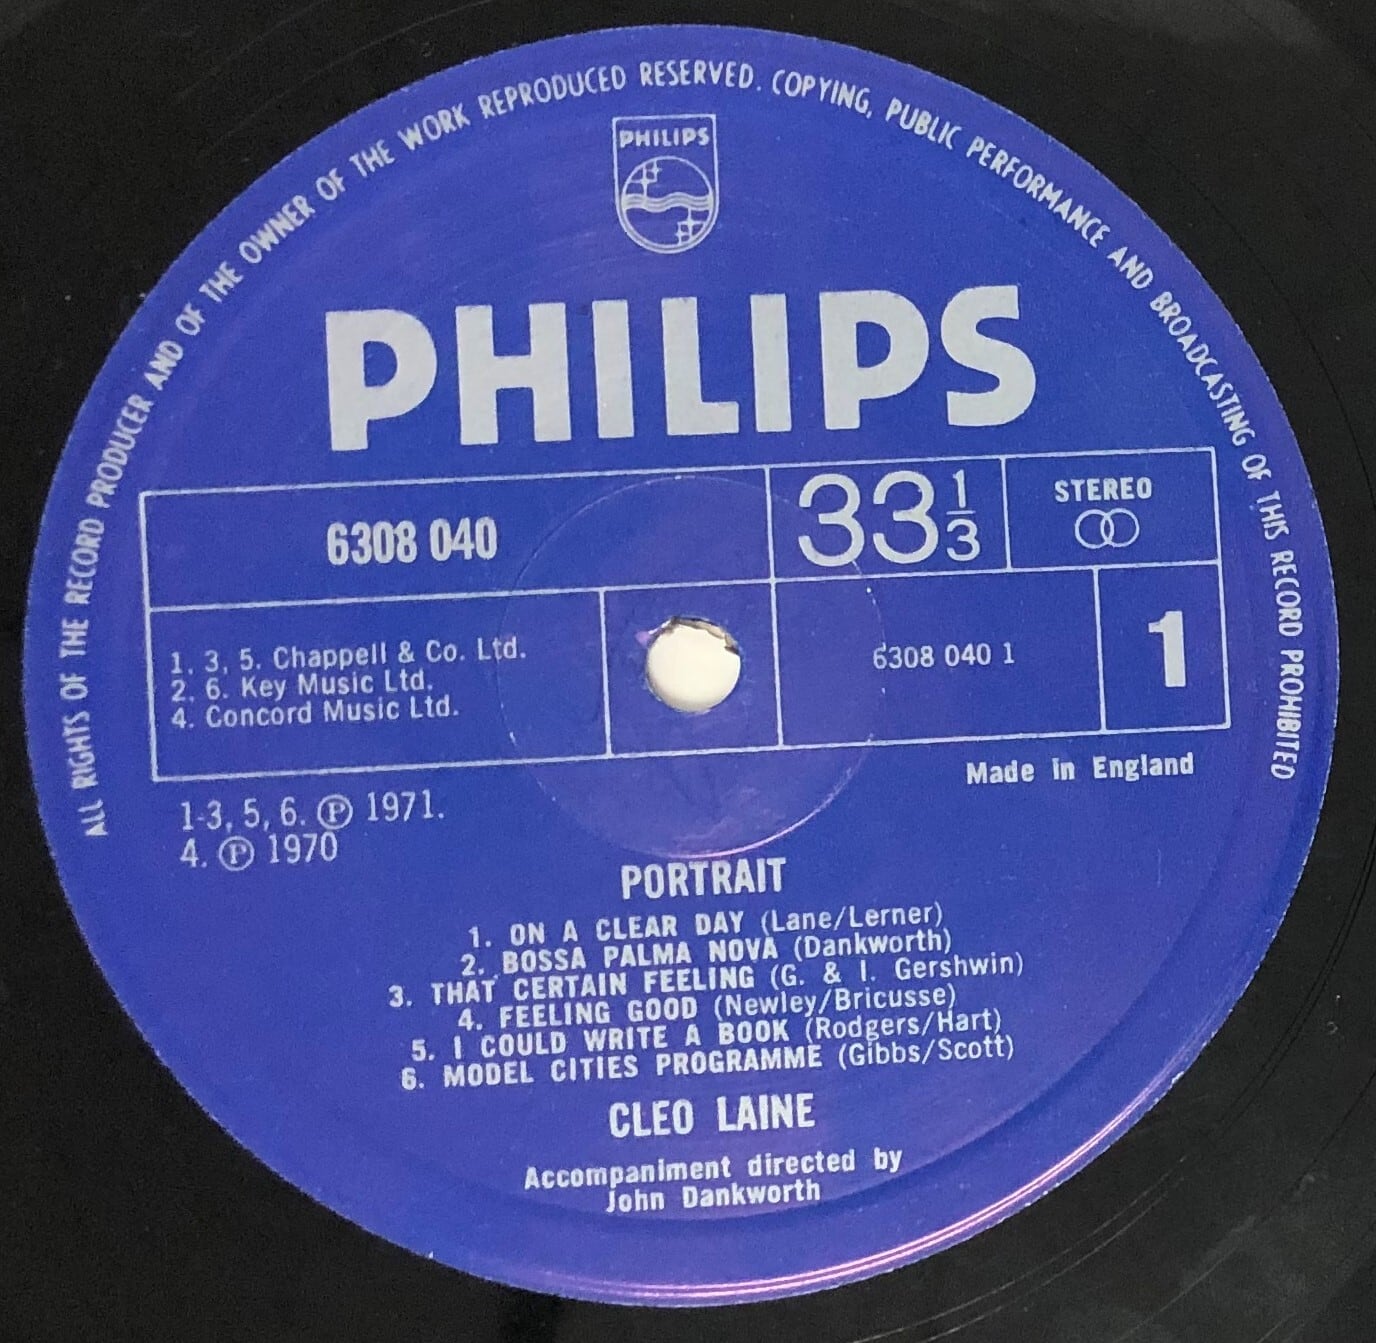 ALL RIGHTS OF THE RECORD PRODUCER AND OF THE OWNER OF THE WORK REPRODUCED RESERVED. COPYING, PUBLIC PERFORMANCE AND BROADCASTING OF THIS RECORD PROHIBITED
PHILIPS
PHILIPS
6308 040
33 1/3
STEREO
1. 3. 5. Chappell & Co. Ltd.
2. 6. Key Music Ltd.
4. Concord Music Ltd.
6308 040 1
1
Made in England
1-3, 5, 6. Ⓟ 1971.
4. Ⓟ 1970
PORTRAIT
1. ON A CLEAR DAY (Lane/Lerner)
2. BOSSA PALMA NOVA (Dankworth)
3. THAT CERTAIN FEELING (G. & I. Gershwin)
4. FEELING GOOD (Newley/Bricusse)
5. I COULD WRITE A BOOK (Rodgers/Hart)
6. MODEL CITIES PROGRAMME (Gibbs/Scott)
CLEO LAINE
Accompaniment directed by
John Dankworth